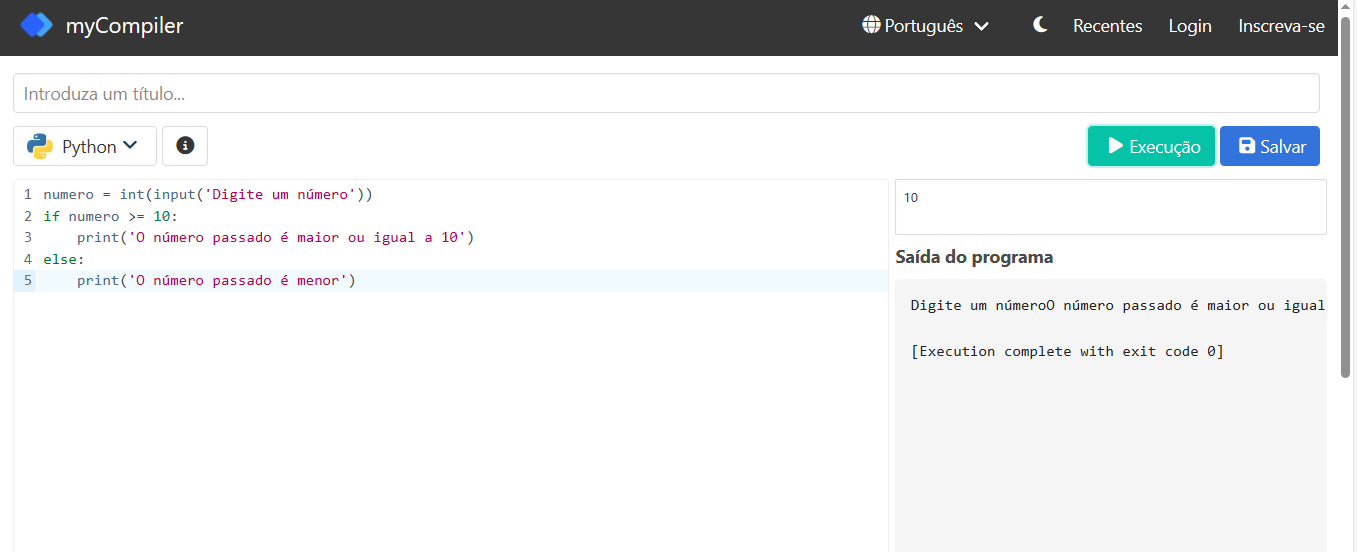 myCompiler
Português
Recentes
Login
Inscreva-se
Introduza um título...
Python
Execução
Salvar
1 numero = int(input('Digite um número'))
2 if numero >= 10:
3     print('O número passado é maior ou igual a 10')
4 else:
5     print('O número passado é menor')
10
Saída do programa
Digite um númeroO número passado é maior ou igual
[Execution complete with exit code 0]